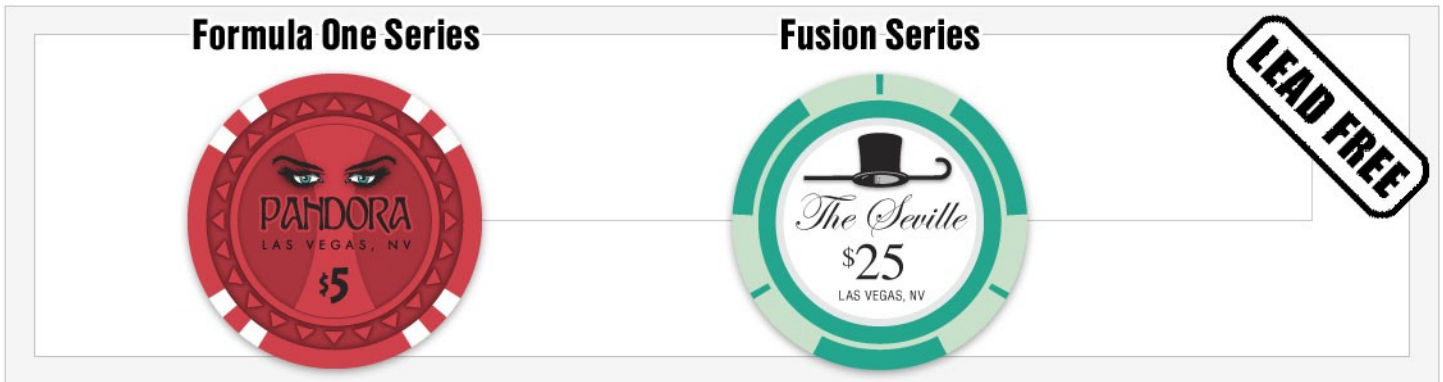 Formula One Series
Fusion Series
LEAD FREE
PANDORA
LAS VEGAS, NV
$5
The Seville
$25
LAS VEGAS, NV